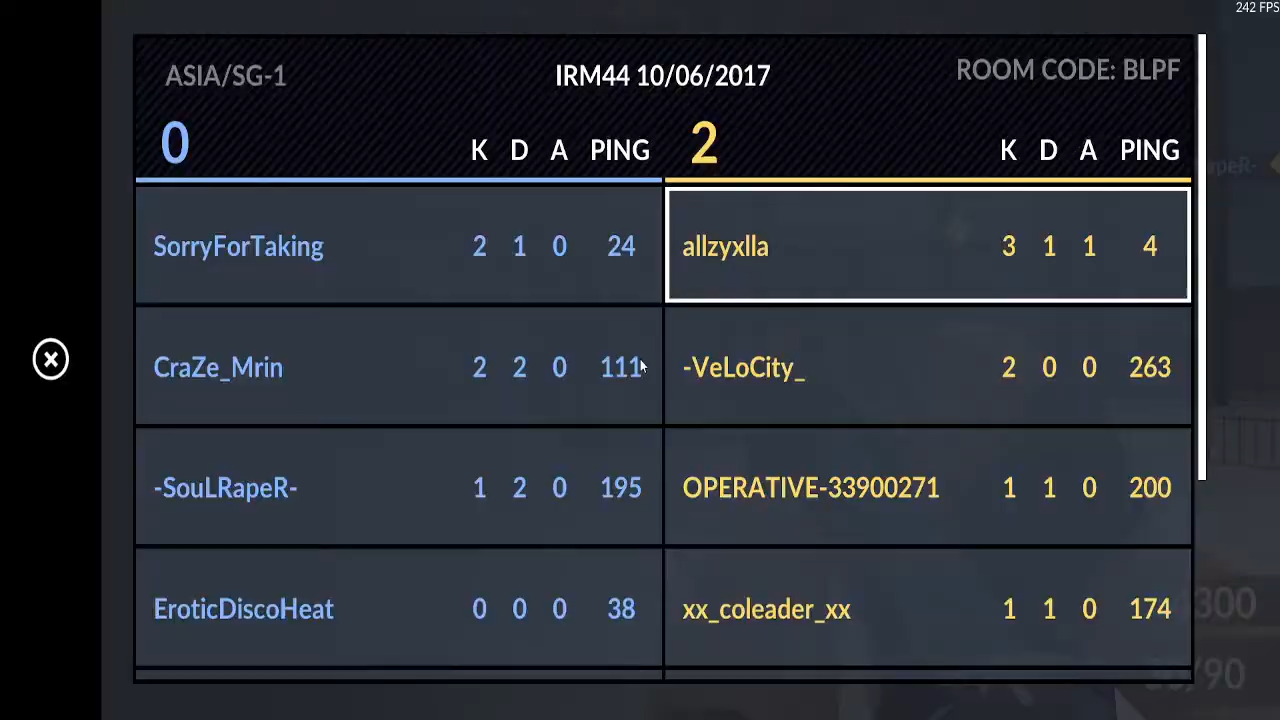 242 FPS
ASIA/SG-1 IRM44 10/06/2017 ROOM CODE: BLPF
0 K D A PING 2 K D A PING
SorryForTaking 2 1 0 24 allzyxlla 3 1 1 4
CraZe_Mrin 2 2 0 111 -VeLoCity_ 2 0 0 263
-SouLRapeR- 1 2 0 195 OPERATIVE-33900271 1 1 0 200
EroticDiscoHeat 0 0 0 38 xx_coleader_xx 1 1 0 174
300
/90